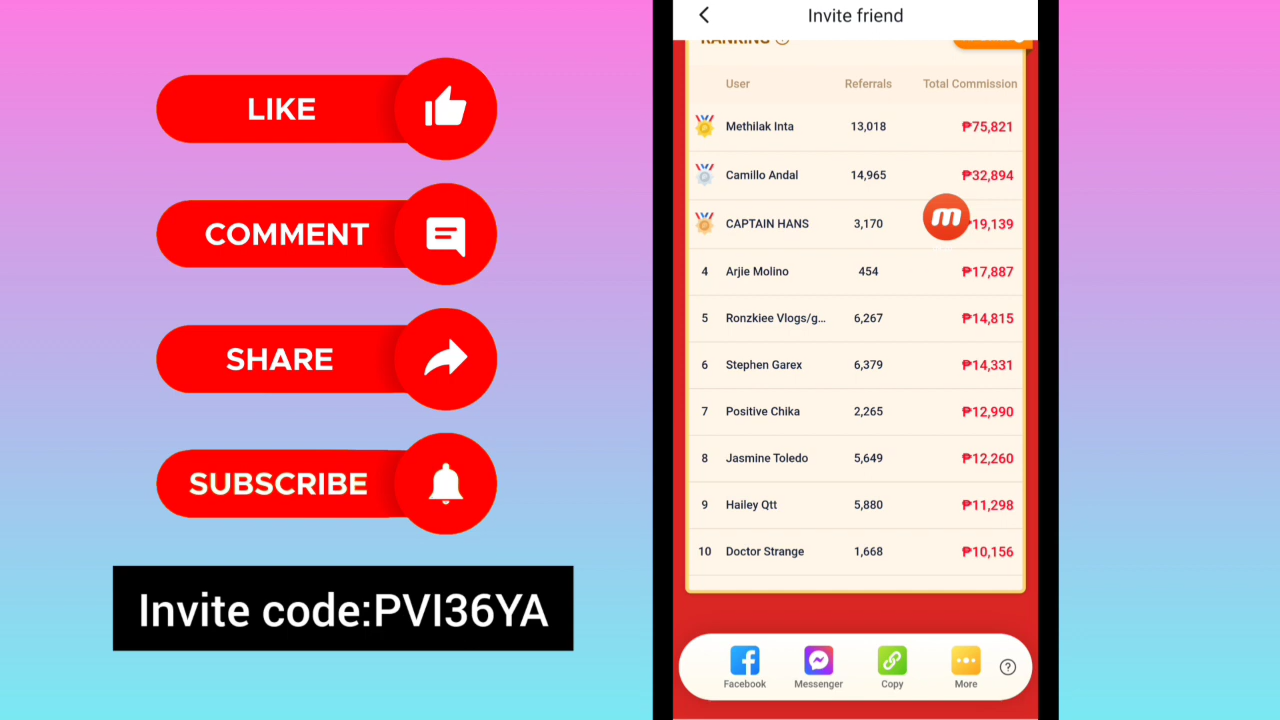 LIKE
COMMENT
SHARE
SUBSCRIBE
Invite code:PVI36YA
Invite friend
RANKING
User Referrals Total Commission
Methilak Inta 13,018 ₱75,821
Camillo Andal 14,965 ₱32,894
CAPTAIN HANS 3,170 ₱19,139
4 Arjie Molino 454 ₱17,887
5 Ronzkiee Vlogs/g... 6,267 ₱14,815
6 Stephen Garex 6,379 ₱14,331
7 Positive Chika 2,265 ₱12,990
8 Jasmine Toledo 5,649 ₱12,260
9 Hailey Qtt 5,880 ₱11,298
10 Doctor Strange 1,668 ₱10,156
Facebook Messenger Copy More